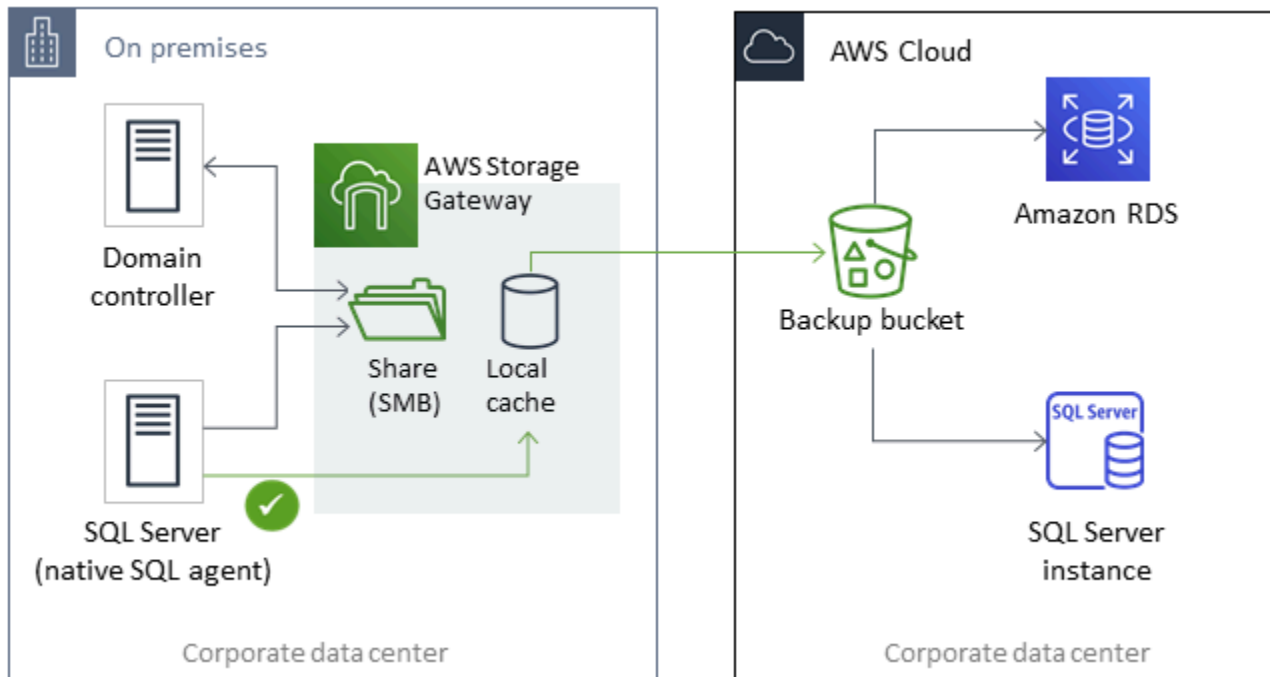 On premises
AWS Storage
Gateway
Domain
controller
Share
(SMB)
Local
cache
SQL Server
(native SQL agent)
Corporate data center
AWS Cloud
Amazon RDS
Backup bucket
SQL Server
SQL Server
instance
Corporate data center